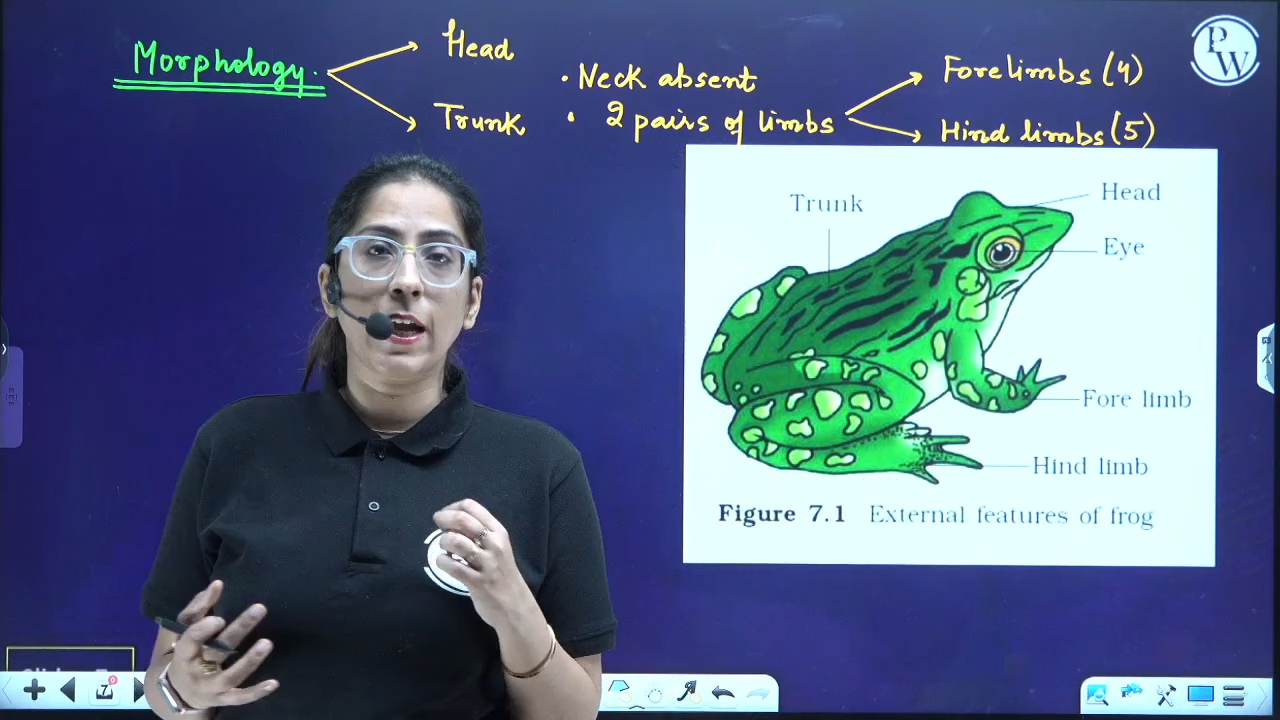 Morphology.
Head
Trunk
• Neck absent
• 2 pairs of limbs
Forelimbs (4)
Hind limbs (5)
PW
Trunk
Head
Eye
Fore limb
Hind limb
Figure 7.1 External features of frog